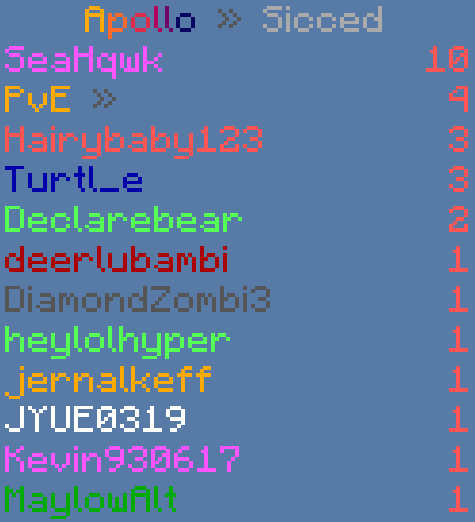 Apollo » Sicced
SeaHqwk 10
PvE » 4
Hairybaby123 3
Turtl_e 3
Declarebear 2
deerlubambi 1
DiamondZombi3 1
heylolhyper 1
jernalkeff 1
JYUE0319 1
Kevin930617 1
MaylowAlt 1